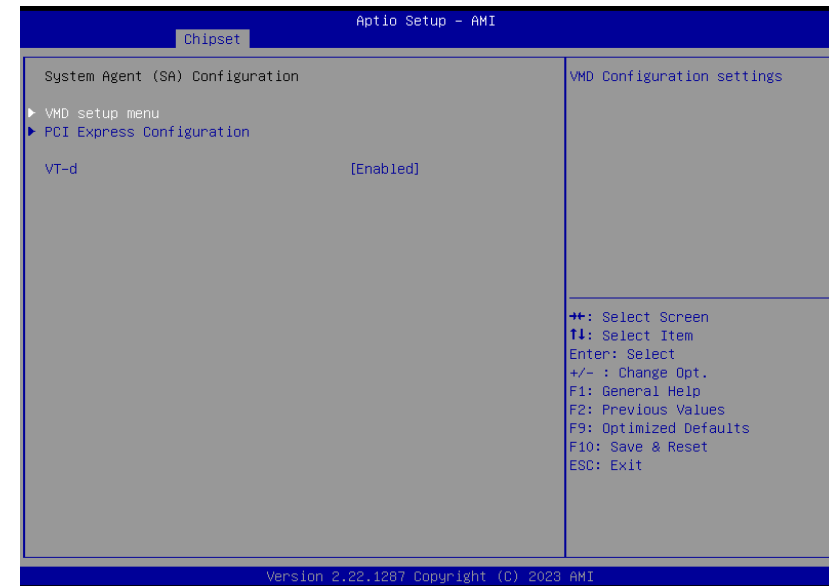 Aptio Setup – AMI
Chipset
System Agent (SA) Configuration
VMD setup menu
PCI Express Configuration
VT-d [Enabled]
VMD Configuration settings
→←: Select Screen
↑↓: Select Item
Enter: Select
+/- : Change Opt.
F1: General Help
F2: Previous Values
F9: Optimized Defaults
F10: Save & Reset
ESC: Exit
Version 2.22.1287 Copyright (C) 2023 AMI